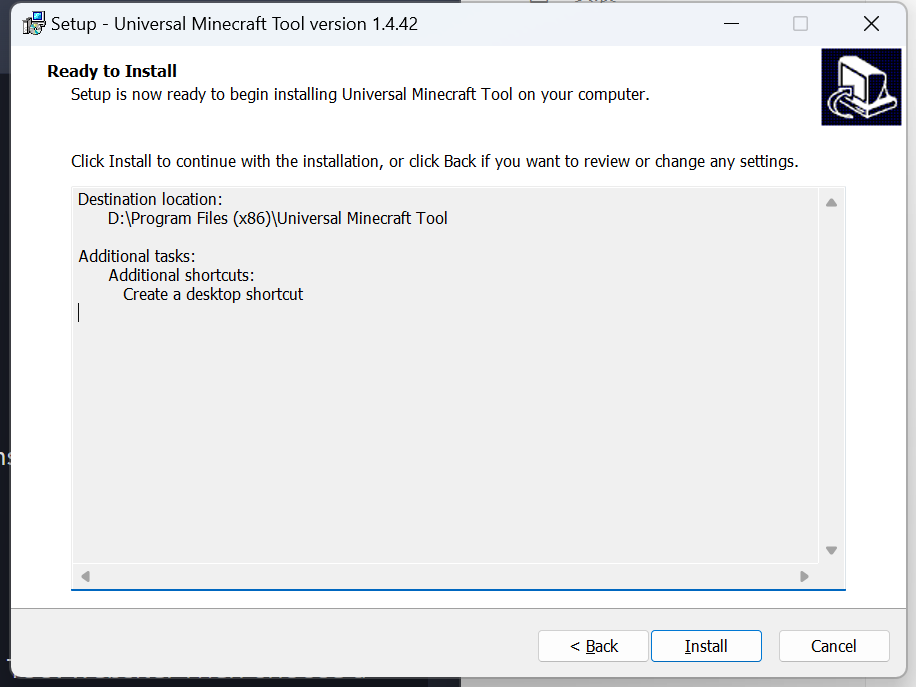 Setup - Universal Minecraft Tool version 1.4.42
Ready to Install
Setup is now ready to begin installing Universal Minecraft Tool on your computer.
Click Install to continue with the installation, or click Back if you want to review or change any settings.
Destination location:
D:\Program Files (x86)\Universal Minecraft Tool
Additional tasks:
Additional shortcuts:
Create a desktop shortcut
< Back
Install
Cancel